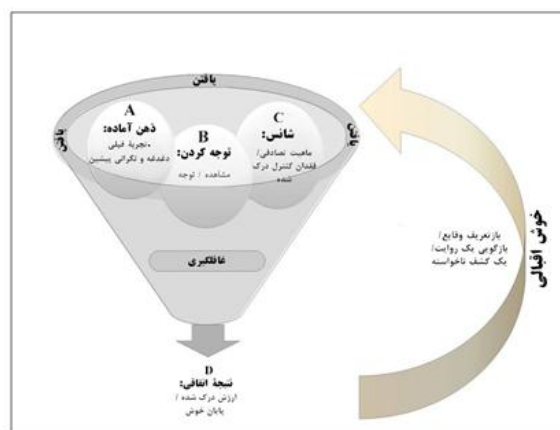 یافتن
یافتن
یافتن
A
ذهن آماده:
تجربهٔ قبلی،
دغدغه و نگرانی پیشین
B
توجه کردن:
مشاهده / توجه
C
شانس:
ماهیت تصادفی/
فقدان کنترل درک
شده
غافلگیری
D
نتیجهٔ اتفاقی:
ارزش درک شده /
پایان خوش
بازتعریف وقایع/
بازگویی یک روایت/
یک کشف ناخواسته
خوش اقبالی